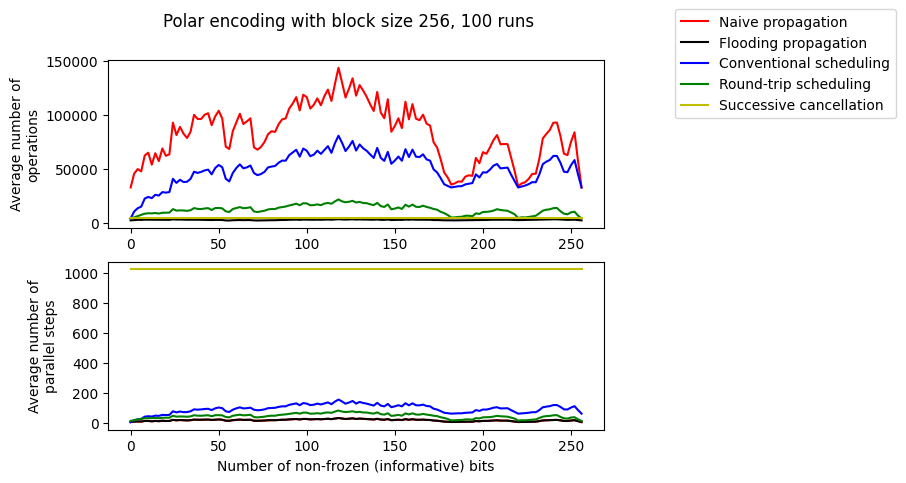 Polar encoding with block size 256, 100 runs
Naive propagation
Flooding propagation
Conventional scheduling
Round-trip scheduling
Successive cancellation
Average number of
operations
150000
100000
50000
0
0 50 100 150 200 250
Average number of
parallel steps
1000
800
600
400
200
0
0 50 100 150 200 250
Number of non-frozen (informative) bits